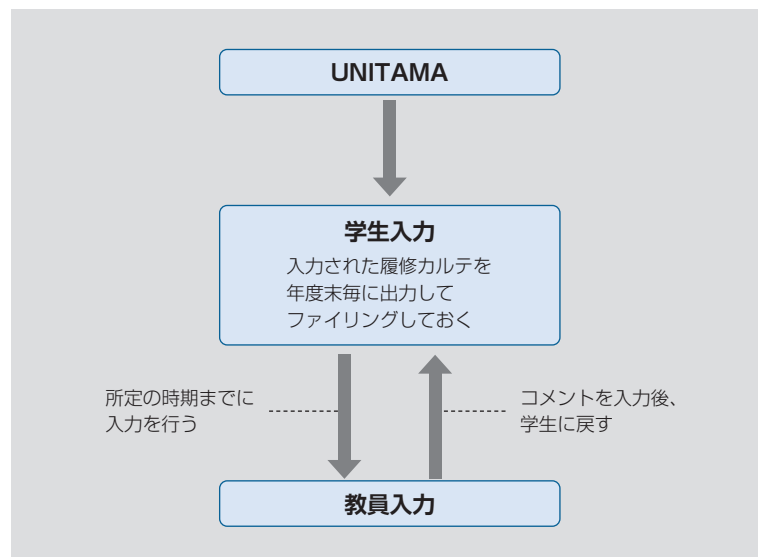 UNITAMA
学生入力
入力された履修カルテを
年度末毎に出力して
ファイリングしておく
所定の時期までに
入力を行う
コメントを入力後、
学生に戻す
教員入力